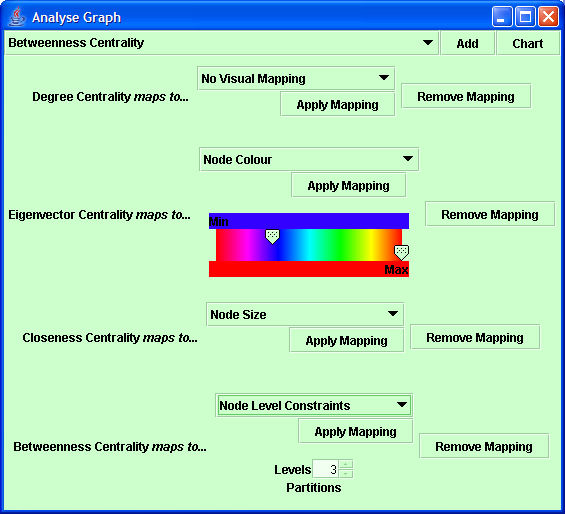 Analyse Graph
Betweenness Centrality
Add
Chart
No Visual Mapping
Degree Centrality maps to...
Apply Mapping
Remove Mapping
Node Colour
Apply Mapping
Eigenvector Centrality maps to...
Remove Mapping
Min
Max
Node Size
Closeness Centrality maps to...
Apply Mapping
Remove Mapping
Node Level Constraints
Apply Mapping
Betweenness Centrality maps to...
Remove Mapping
Levels 3
Partitions